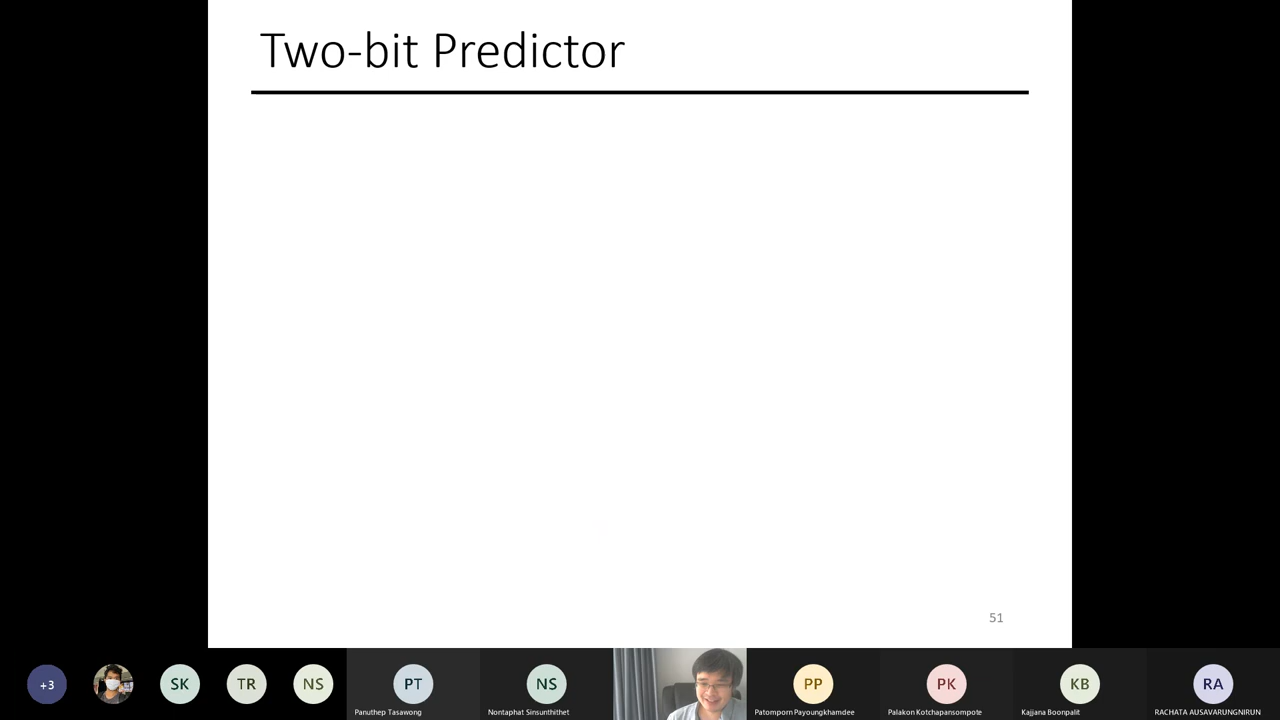 Two-bit Predictor
51
+3
SK
TR
NS
PT
Panuthep Tasawong
NS
Nontaphat Sinsunthithet
PP
Patomporn Payoungkhamdee
PK
Palakon Kotchapansompote
KB
Kajjana Boonpalit
RA
RACHATA AUSAVARUNGNIRUN